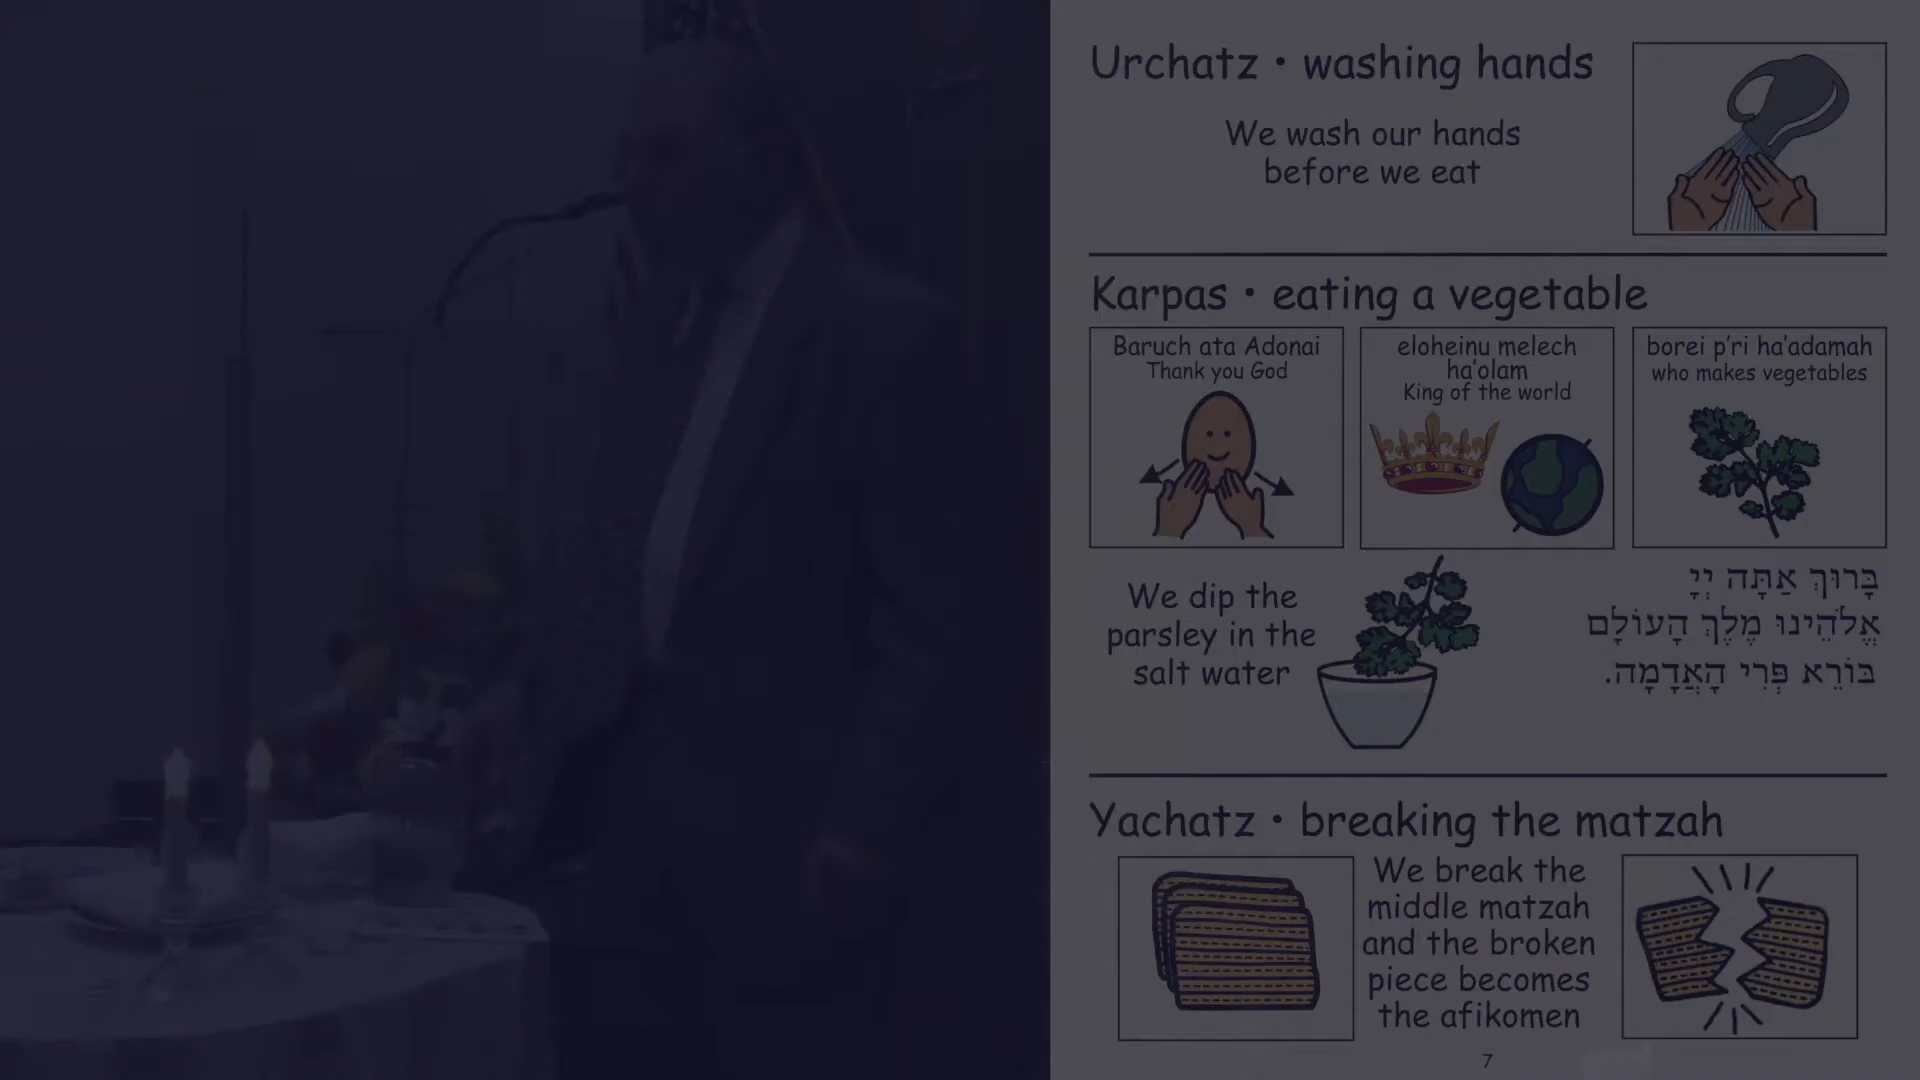 Urchatz • washing hands
We wash our hands
before we eat
Karpas • eating a vegetable
Baruch ata Adonai
Thank you God
eloheinu melech
ha'olam
King of the world
borei p'ri ha'adamah
who makes vegetables
We dip the
parsley in the
salt water
בָּרוּךְ אַתָּה יְיָ
אֱלֹהֵינוּ מֶלֶךְ הָעוֹלָם
בּוֹרֵא פְּרִי הָאֲדָמָה.
Yachatz • breaking the matzah
We break the
middle matzah
and the broken
piece becomes
the afikomen
7